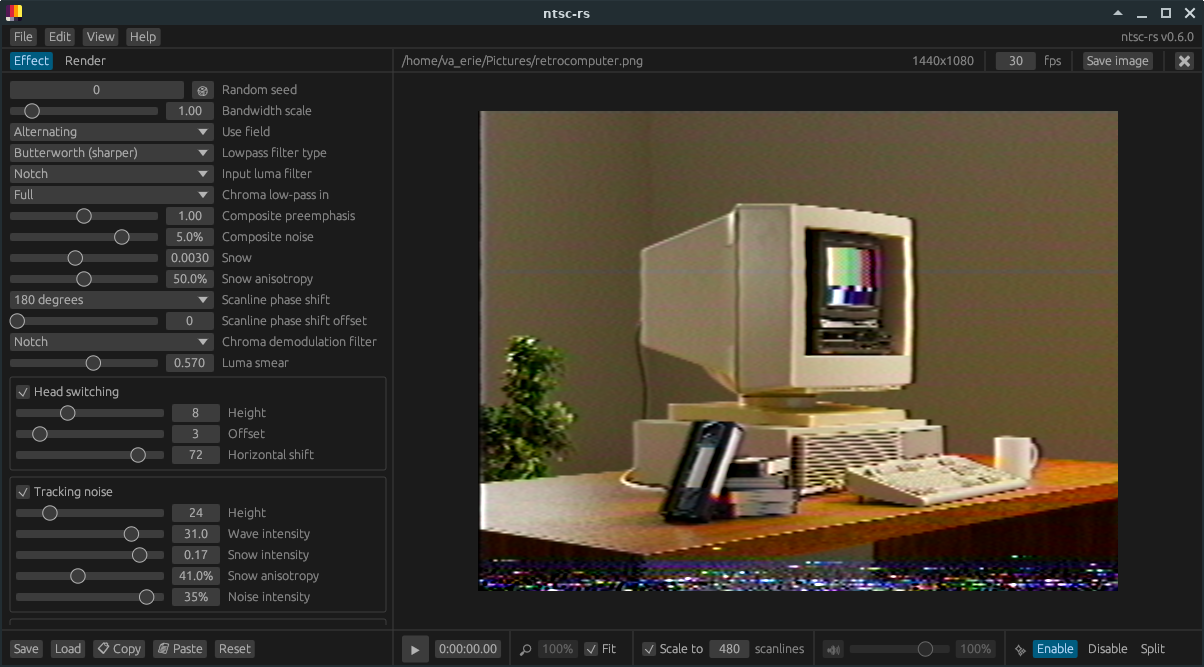 ntsc-rs
File Edit View Help ntsc-rs v0.6.0
Effect Render
/home/va_erie/Pictures/retrocomputer.png 1440x1080 30 fps Save image
0 Random seed
1.00 Bandwidth scale
Alternating Use field
Butterworth (sharper) Lowpass filter type
Notch Input luma filter
Full Chroma low-pass in
1.00 Composite preemphasis
5.0% Composite noise
0.0030 Snow
50.0% Snow anisotropy
180 degrees Scanline phase shift
0 Scanline phase shift offset
Notch Chroma demodulation filter
0.570 Luma smear
Head switching
8 Height
3 Offset
72 Horizontal shift
Tracking noise
24 Height
31.0 Wave intensity
0.17 Snow intensity
41.0% Snow anisotropy
35% Noise intensity
Save Load Copy Paste Reset
0:00:00.00 100% Fit Scale to 480 scanlines 100% Enable Disable Split